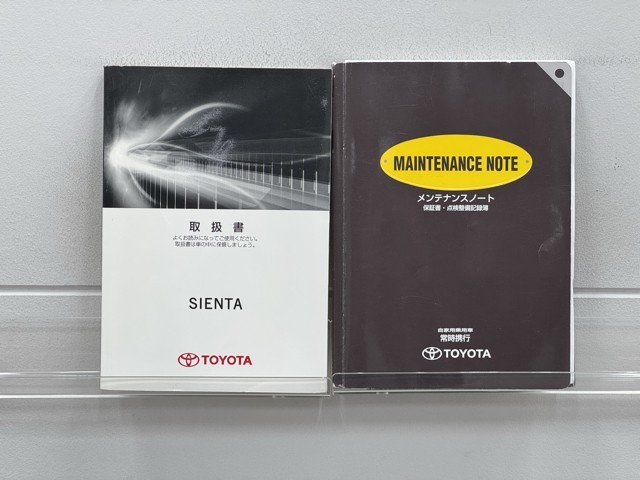 取扱書
よくお読みになってご使用ください。
取扱書は車の中に保管しましょう。
SIENTA
TOYOTA
MAINTENANCE NOTE
メンテナンスノート
保証書・点検整備記録簿
自家用乗用車
常時携行
TOYOTA